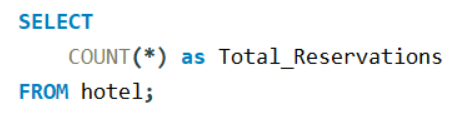 SELECT
    COUNT(*) as Total_Reservations
FROM hotel;